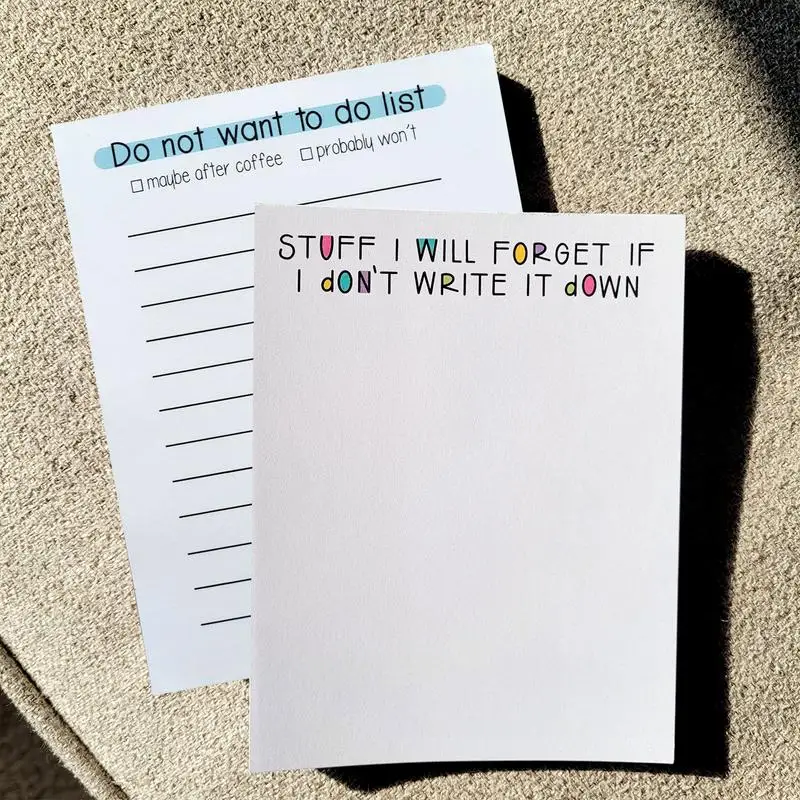 Do not want to do list
☐ maybe after coffee ☐ probably won't
STUFF I WILL FORGET IF
I dON'T WRITE IT dOWN